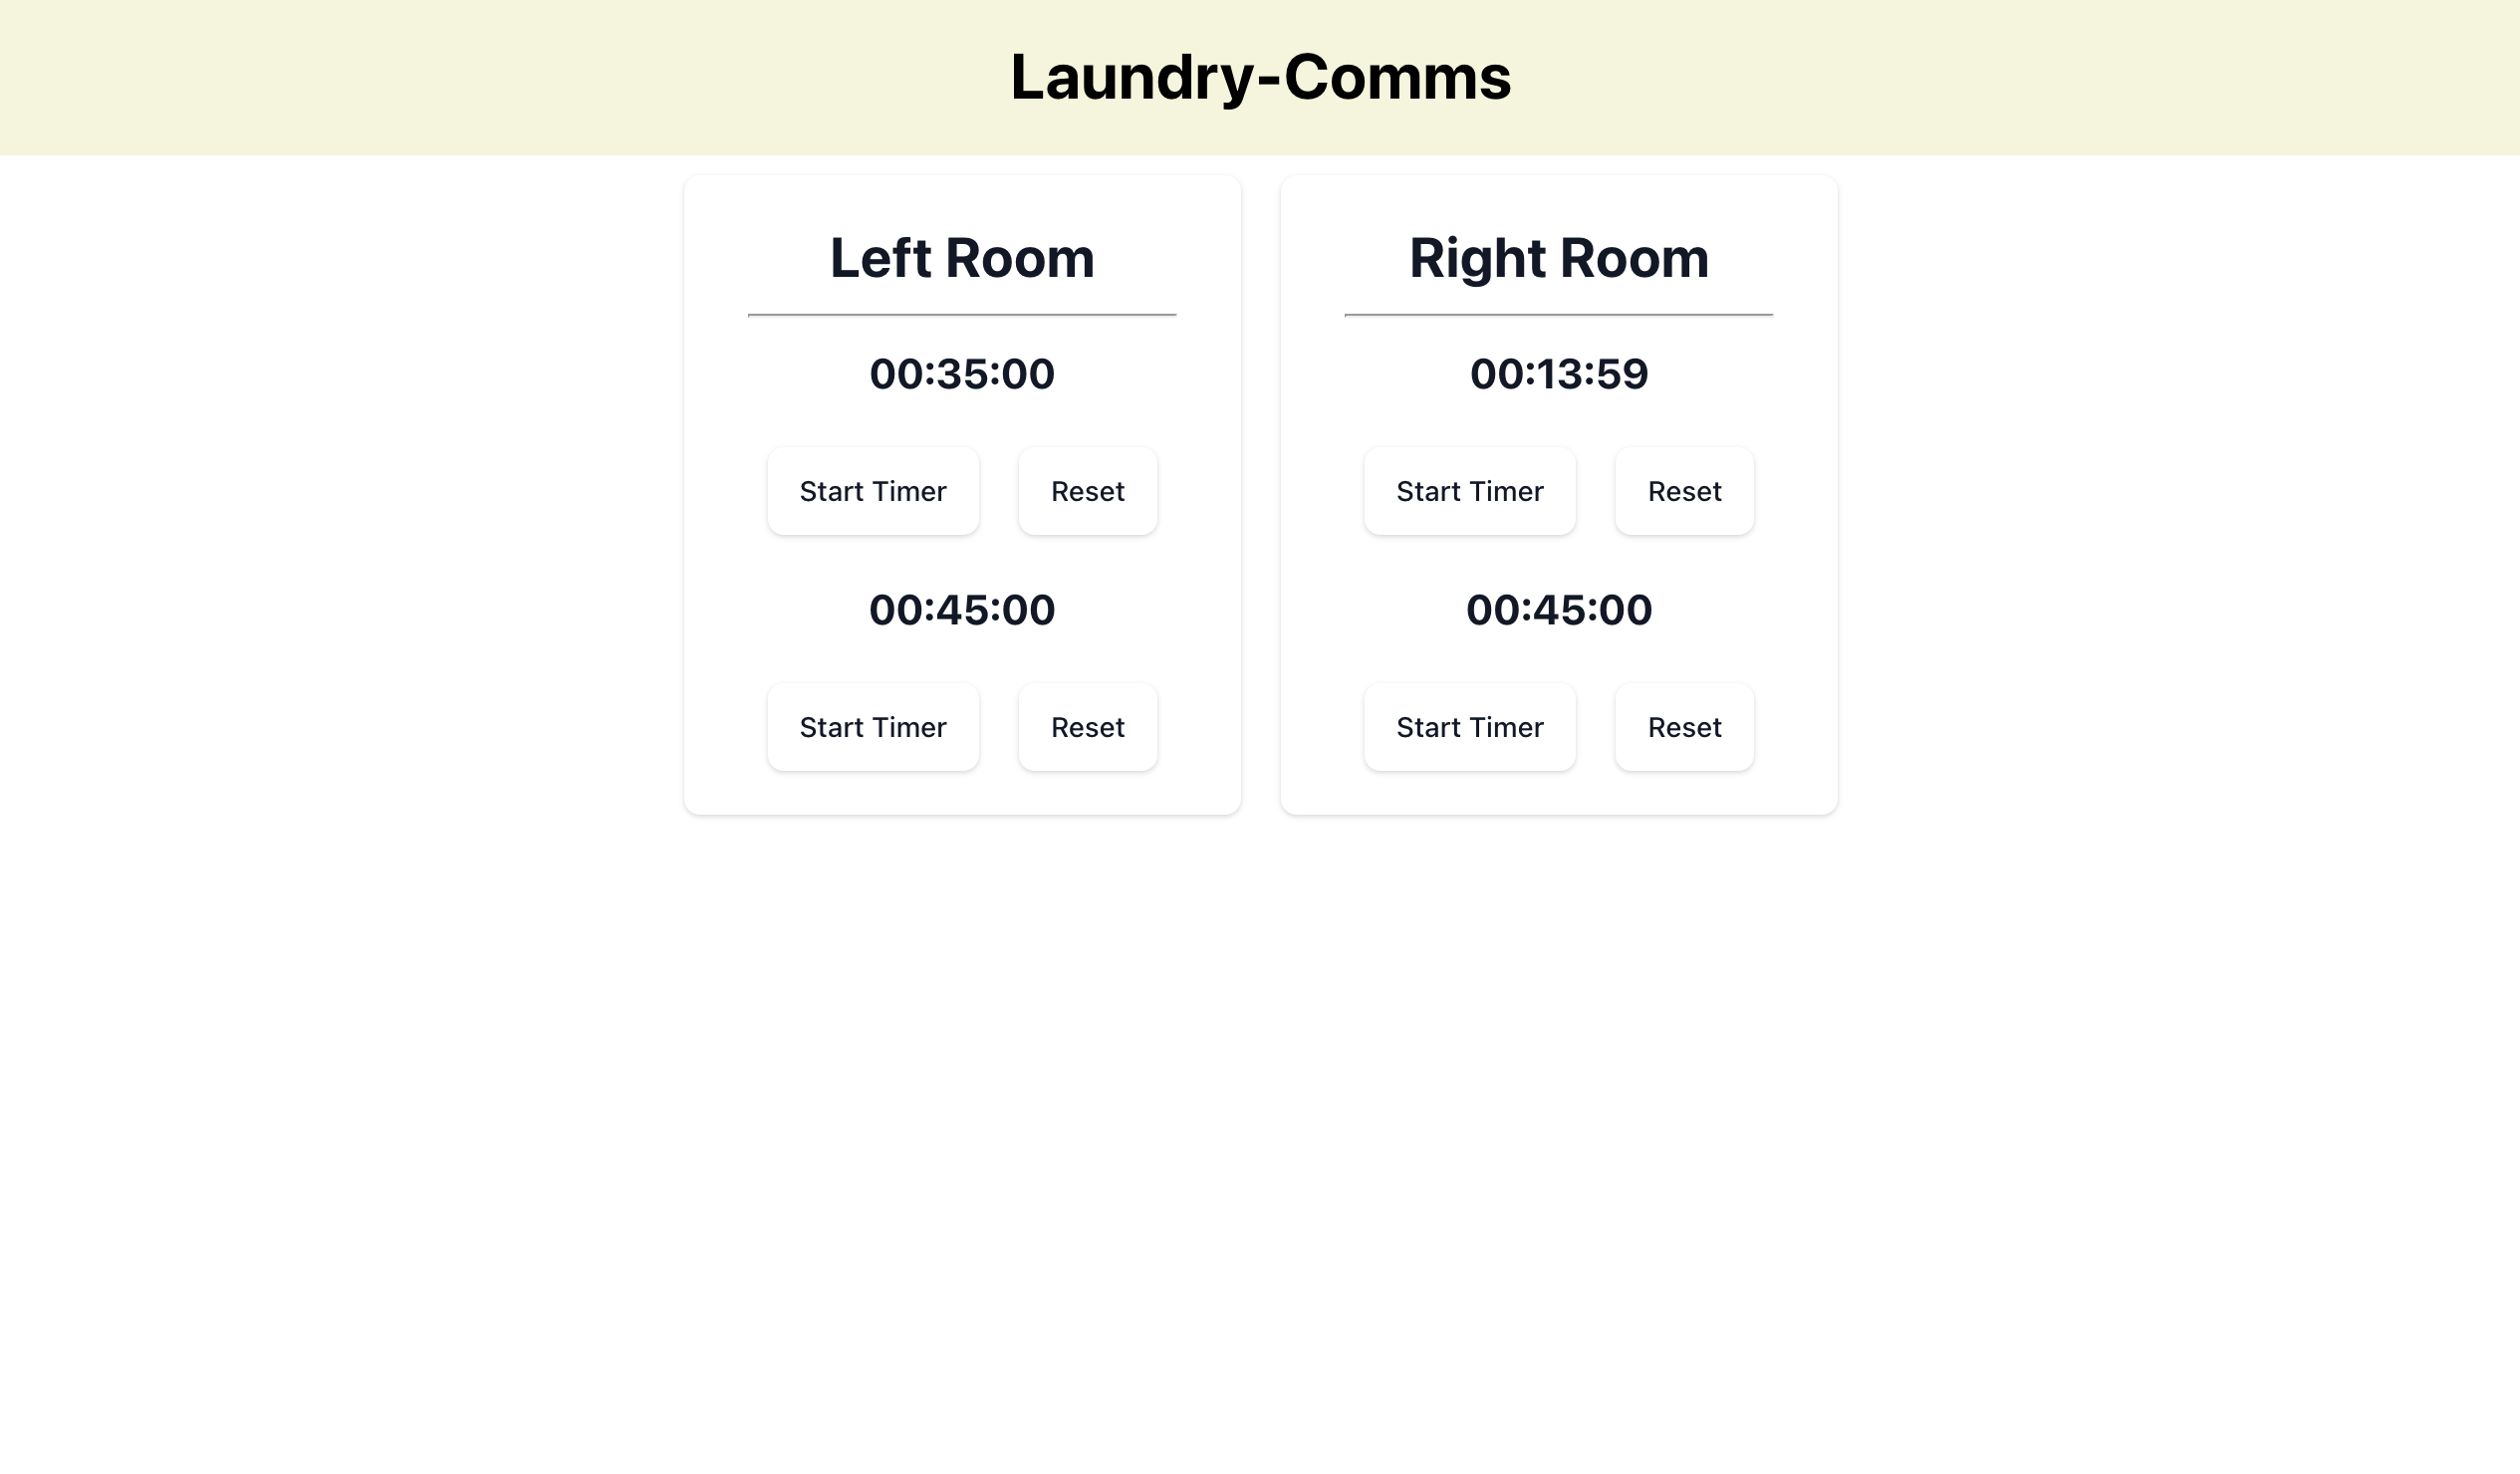 Laundry-Comms
Left Room
00:35:00
Start Timer Reset
00:45:00
Start Timer Reset
Right Room
00:13:59
Start Timer Reset
00:45:00
Start Timer Reset